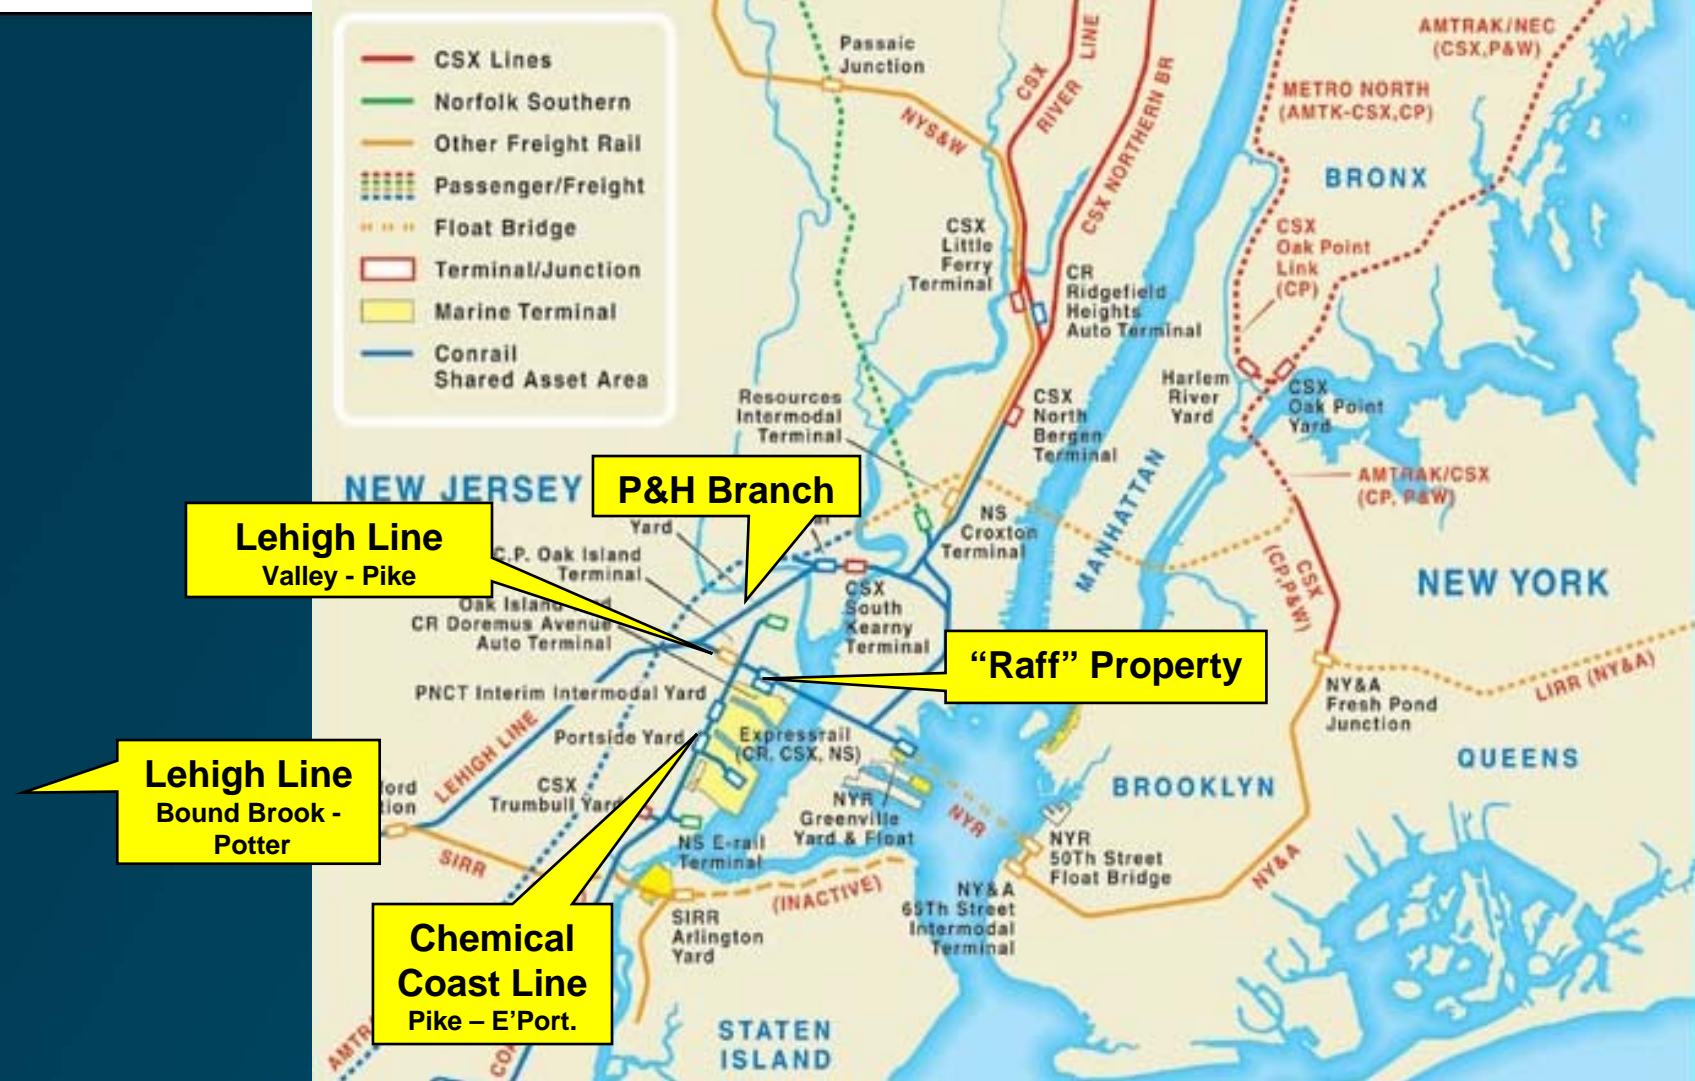 CSX Lines
Norfolk Southern
Other Freight Rail
Passenger/Freight
Float Bridge
Terminal/Junction
Marine Terminal
Conrail
Shared Asset Area
Passaic
Junction
NYS&W
CSX
RIVER
LINE
CSX NORTHERN BR
AMTRAK/NEC
(CSX,P&W)
METRO NORTH
(AMTK-CSX,CP)
BRONX
CSX
Oak Point
Link
(CP)
CSX
Little
Ferry
Terminal
CR
Ridgefield
Heights
Auto Terminal
Harlem
River
Yard
CSX
Oak Point
Yard
Resources
Intermodal
Terminal
CSX
North
Bergen
Terminal
MANHATTAN
AMTRAK/CSX
(CP, P&W)
NEW JERSEY
P&H Branch
Lehigh Line
Valley - Pike
Yard
C.P. Oak Island
Terminal
NS
Croxton
Terminal
CSX
(CP,P&W)
NEW YORK
Oak Island
CR Doremus Avenue
Auto Terminal
CSX
South
Kearny
Terminal
“Raff” Property
PNCT Interim Intermodal Yard
NY&A
Fresh Pond
Junction
LIRR (NY&A)
LEHIGH LINE
Portside Yard
Expressrail
(CR, CSX, NS)
QUEENS
Lehigh Line
Bound Brook -
Potter
CSX
Trumbull Yard
NYR
Greenville
Yard & Float
NYR
BROOKLYN
SIRR
NS E-rail
Terminal
NYR
50Th Street
Float Bridge
NY&A
(INACTIVE)
NY&A
65Th Street
Intermodal
Terminal
SIRR
Arlington
Yard
Chemical
Coast Line
Pike – E’Port.
STATEN
ISLAND